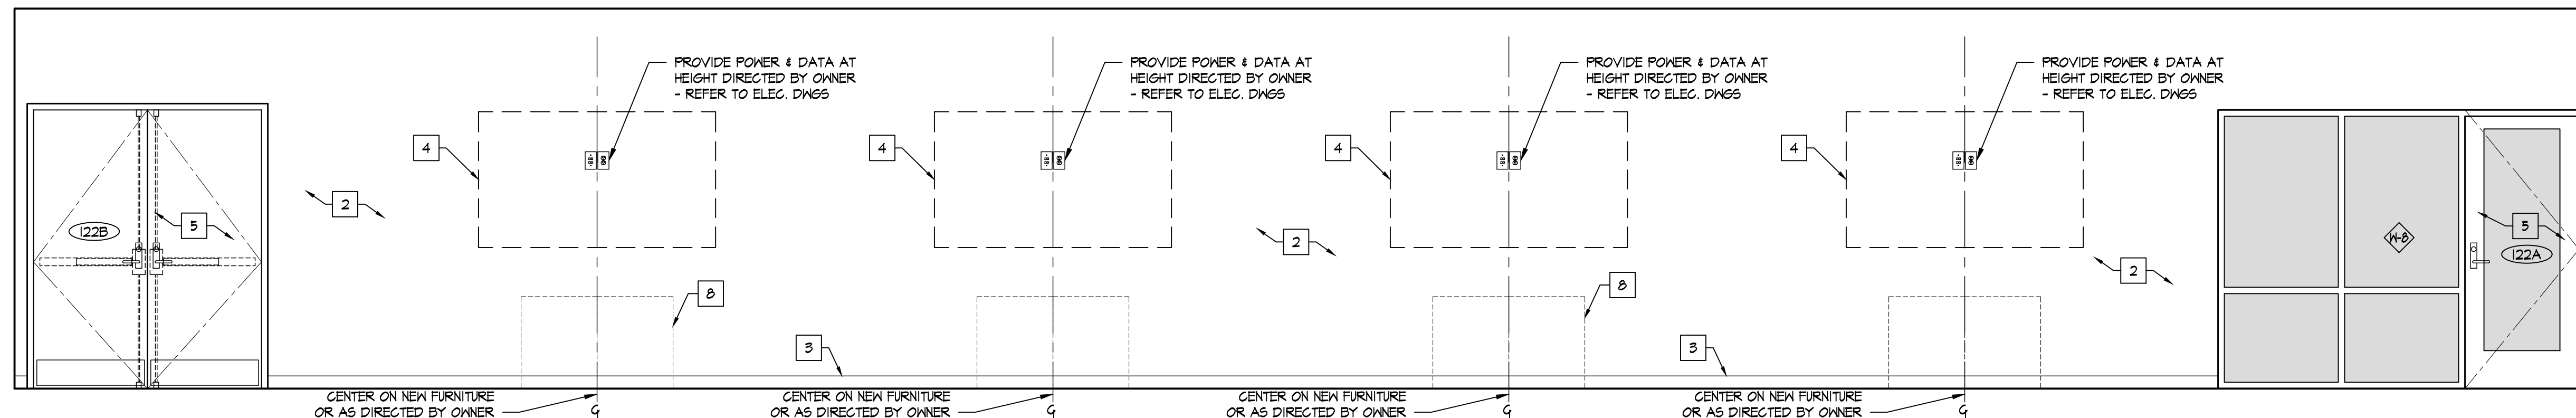 PROVIDE POWER & DATA AT
HEIGHT DIRECTED BY OWNER
- REFER TO ELEC. DWGS
PROVIDE POWER & DATA AT
HEIGHT DIRECTED BY OWNER
- REFER TO ELEC. DWGS
PROVIDE POWER & DATA AT
HEIGHT DIRECTED BY OWNER
- REFER TO ELEC. DWGS
PROVIDE POWER & DATA AT
HEIGHT DIRECTED BY OWNER
- REFER TO ELEC. DWGS
4
4
4
4
2
5
122B
2
2
W-8
5
122A
8
8
3
3
CENTER ON NEW FURNITURE
OR AS DIRECTED BY OWNER
CENTER ON NEW FURNITURE
OR AS DIRECTED BY OWNER
CENTER ON NEW FURNITURE
OR AS DIRECTED BY OWNER
CENTER ON NEW FURNITURE
OR AS DIRECTED BY OWNER